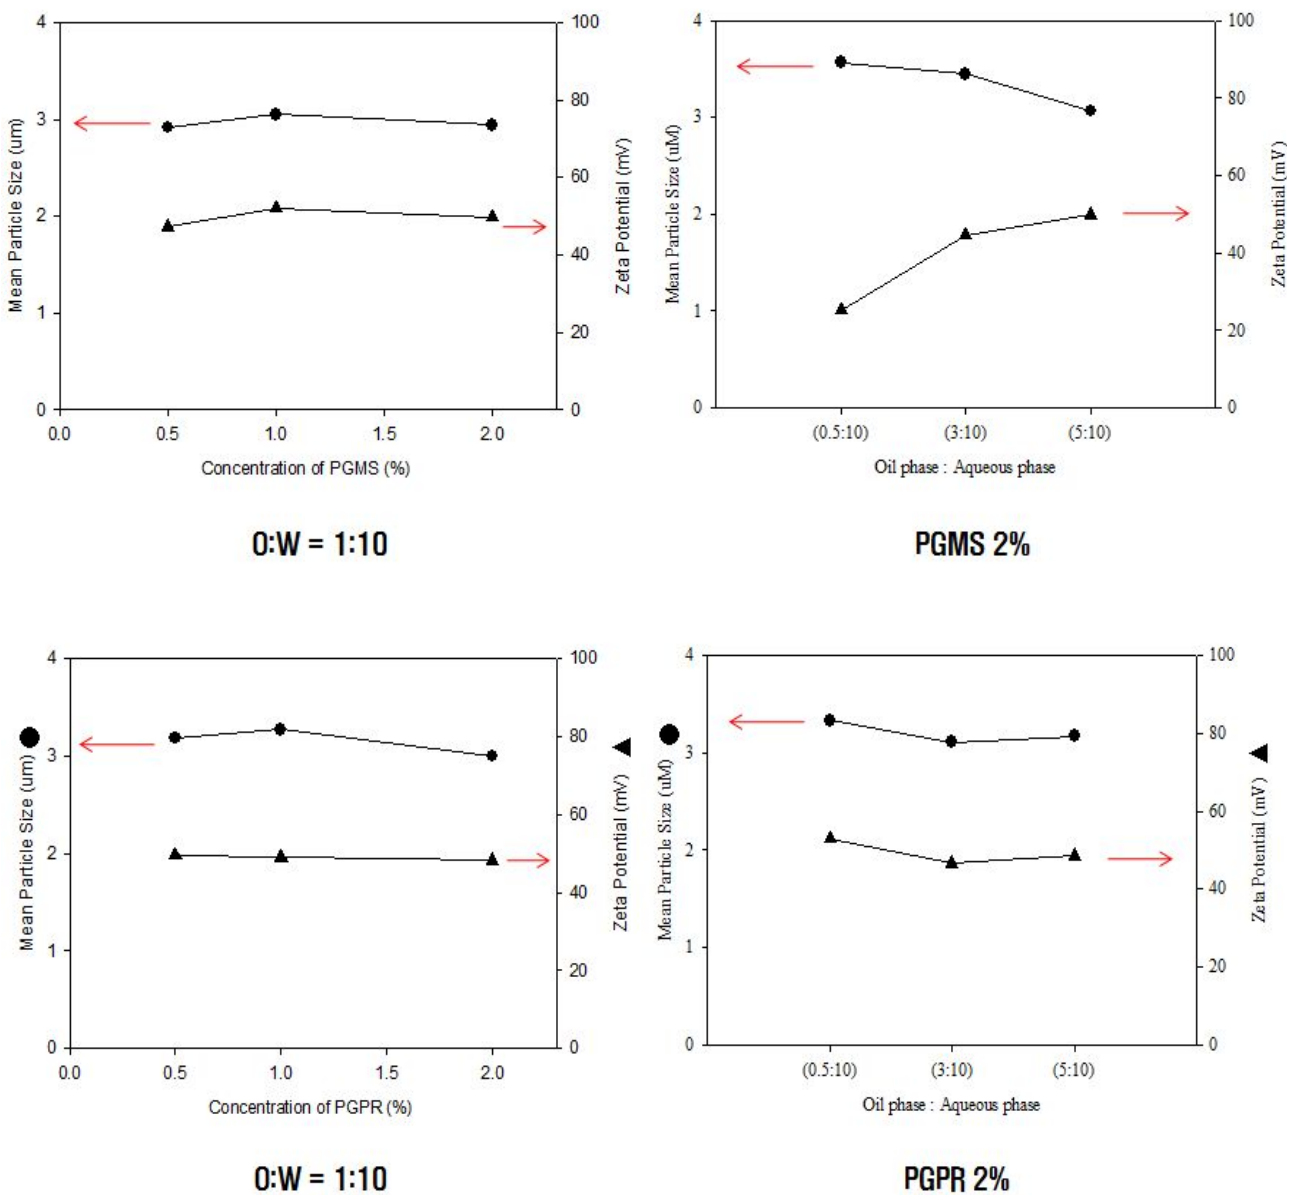 4
3
2
1
0
Mean Particle Size (um)
100
80
60
40
20
0
Zeta Potential (mV)
0.0 0.5 1.0 1.5 2.0
Concentration of PGMS (%)
O:W = 1:10
4
3
2
1
0
Mean Particle Size (uM)
100
80
60
40
20
0
Zeta Potential (mV)
(0.5:10) (3:10) (5:10)
Oil phase : Aqueous phase
PGMS 2%
4
3
2
1
0
Mean Particle Size (um)
100
80
60
40
20
0
Zeta Potential (mV)
0.0 0.5 1.0 1.5 2.0
Concentration of PGPR (%)
O:W = 1:10
4
3
2
1
0
Mean Particle Size (uM)
100
80
60
40
20
0
Zeta Potential (mV)
(0.5:10) (3:10) (5:10)
Oil phase : Aqueous phase
PGPR 2%